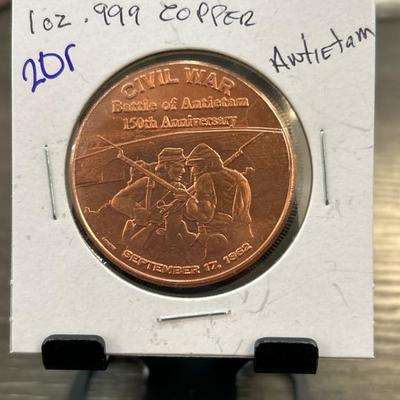 1oz. .999 COPPER
20r
Antietam
CIVIL WAR
Battle of Antietam
150th Anniversary
SEPTEMBER 17, 1862